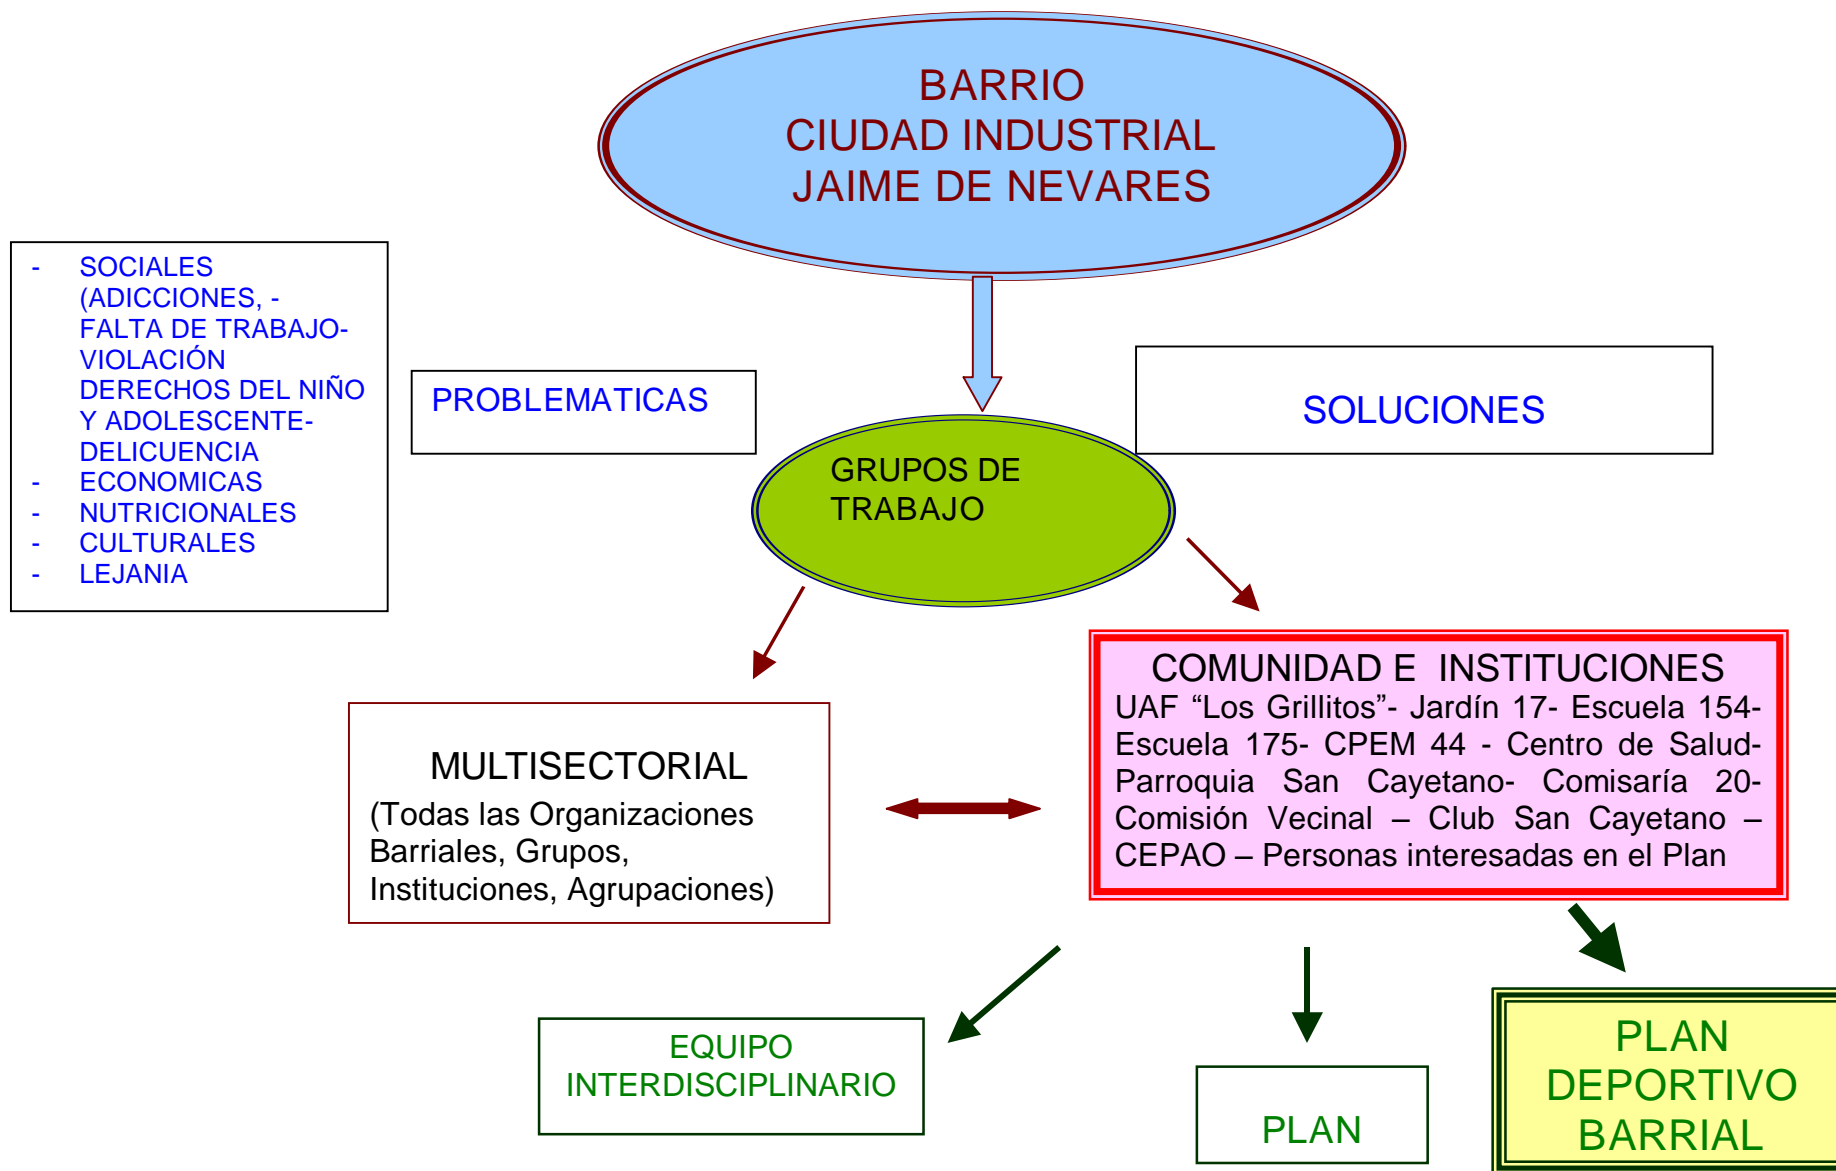 BARRIO
CIUDAD INDUSTRIAL
JAIME DE NEVARES
- SOCIALES
(ADICCIONES, -
FALTA DE TRABAJO-
VIOLACIÓN
DERECHOS DEL NIÑO
Y ADOLESCENTE-
DELICUENCIA
- ECONOMICAS
- NUTRICIONALES
- CULTURALES
- LEJANIA
PROBLEMATICAS
SOLUCIONES
GRUPOS DE
TRABAJO
MULTISECTORIAL
(Todas las Organizaciones
Barriales, Grupos,
Instituciones, Agrupaciones)
COMUNIDAD E  INSTITUCIONES
UAF “Los Grillitos”- Jardín 17- Escuela 154-
Escuela 175- CPEM 44 - Centro de Salud-
Parroquia San Cayetano- Comisaría 20-
Comisión Vecinal – Club San Cayetano –
CEPAO – Personas interesadas en el Plan
EQUIPO
INTERDISCIPLINARIO
PLAN
PLAN
DEPORTIVO
BARRIAL